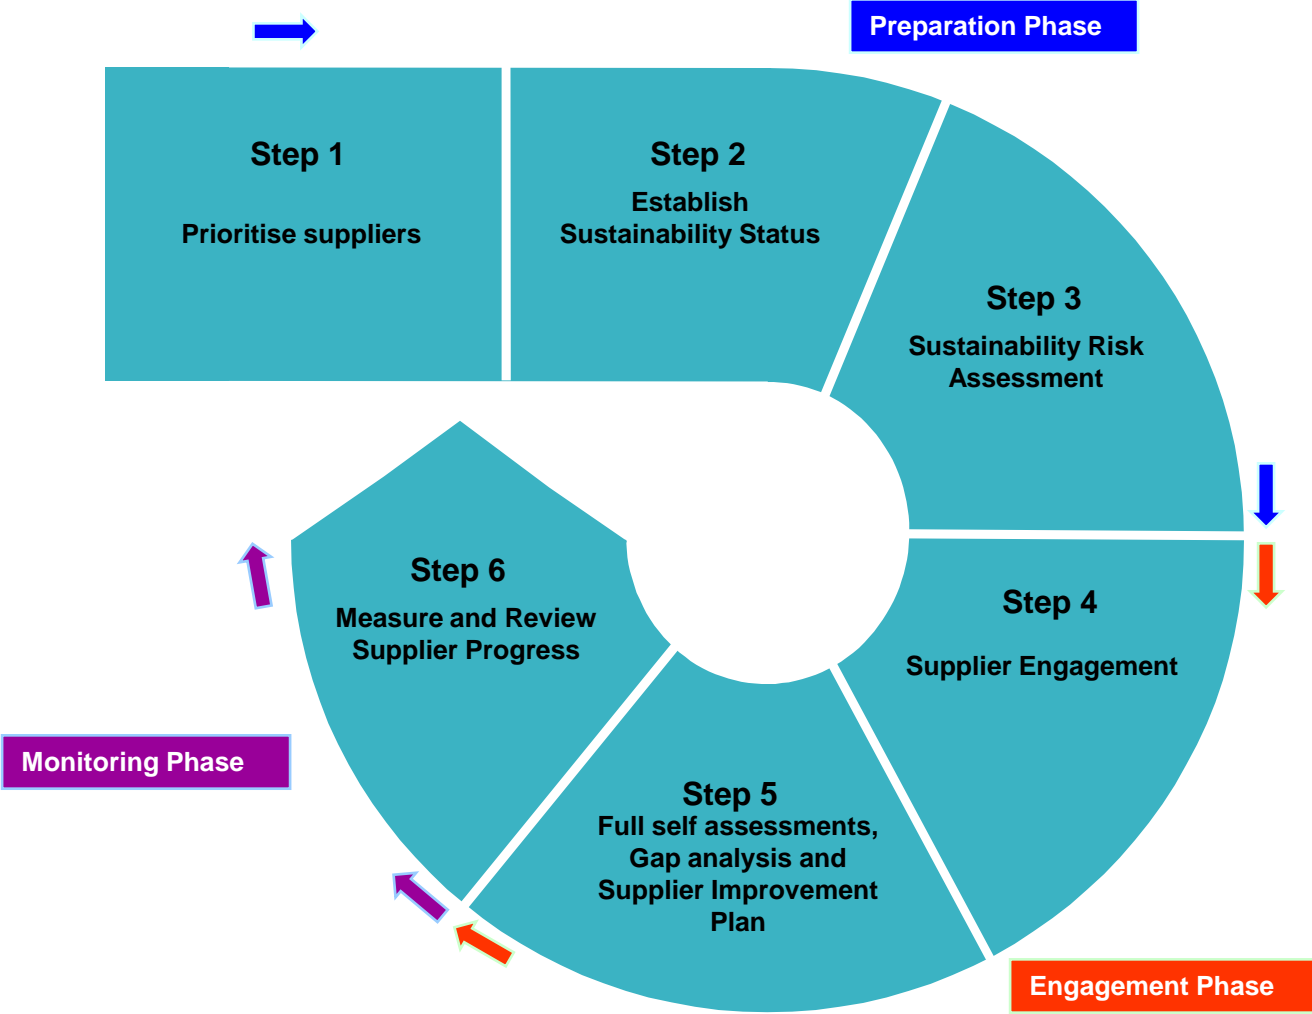 Preparation Phase
Step 1
Prioritise suppliers
Step 2
Establish
Sustainability Status
Step 3
Sustainability Risk
Assessment
Step 4
Supplier Engagement
Step 5
Full self assessments,
Gap analysis and
Supplier Improvement
Plan
Step 6
Measure and Review
Supplier Progress
Monitoring Phase
Engagement Phase